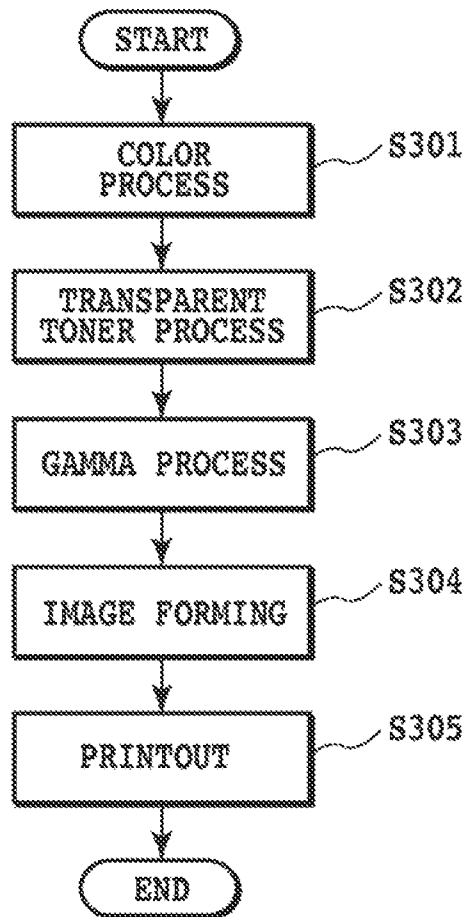 START
COLOR
PROCESS
S301
TRANSPARENT
TONER PROCESS
S302
GAMMA PROCESS
S303
IMAGE FORMING
S304
PRINTOUT
S305
END